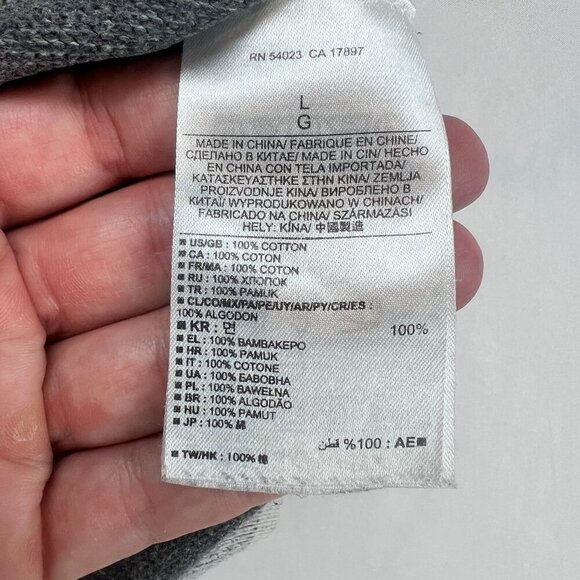 RN 54023 CA 17897
L
G
MADE IN CHINA/ FABRIQUE EN CHINE/
СДЕЛАНО В КИТАЕ/ MADE IN CIN/ HECHO
EN CHINA CON TELA IMPORTADA/
ΚΑΤΑΣΚΕΥΑΣΤΗΚΕ ΣΤΗΝ ΚΙΝΑ/ ZEMLJA
PROIZVODNJE KINA/ ВИРОБЛЕНО В
КИТАЇ/ WYPRODUKOWANO W CHINACH/
FABRICADO NA CHINA/ SZÁRMAZÁSI
HELY: KÍNA/ 中國製造
US/GB : 100% COTTON
CA : 100% COTON
FR/MA : 100% COTON
RU : 100% ХЛОПОК
TR : 100% PAMUK
CL/CO/MX/PA/PE/UY/AR/PY/CR/ES :
100% ALGODON
KR : 면 100%
EL : 100% ΒΑΜΒΑΚΕΡΟ
HR : 100% PAMUK
IT : 100% COTONE
UA : 100% БАВОВНА
PL : 100% BAWEŁNA
BR : 100% ALGODÃO
HU : 100% PAMUT
JP : 100% 綿
AE : 100% قطن
TW/HK : 100% 棉